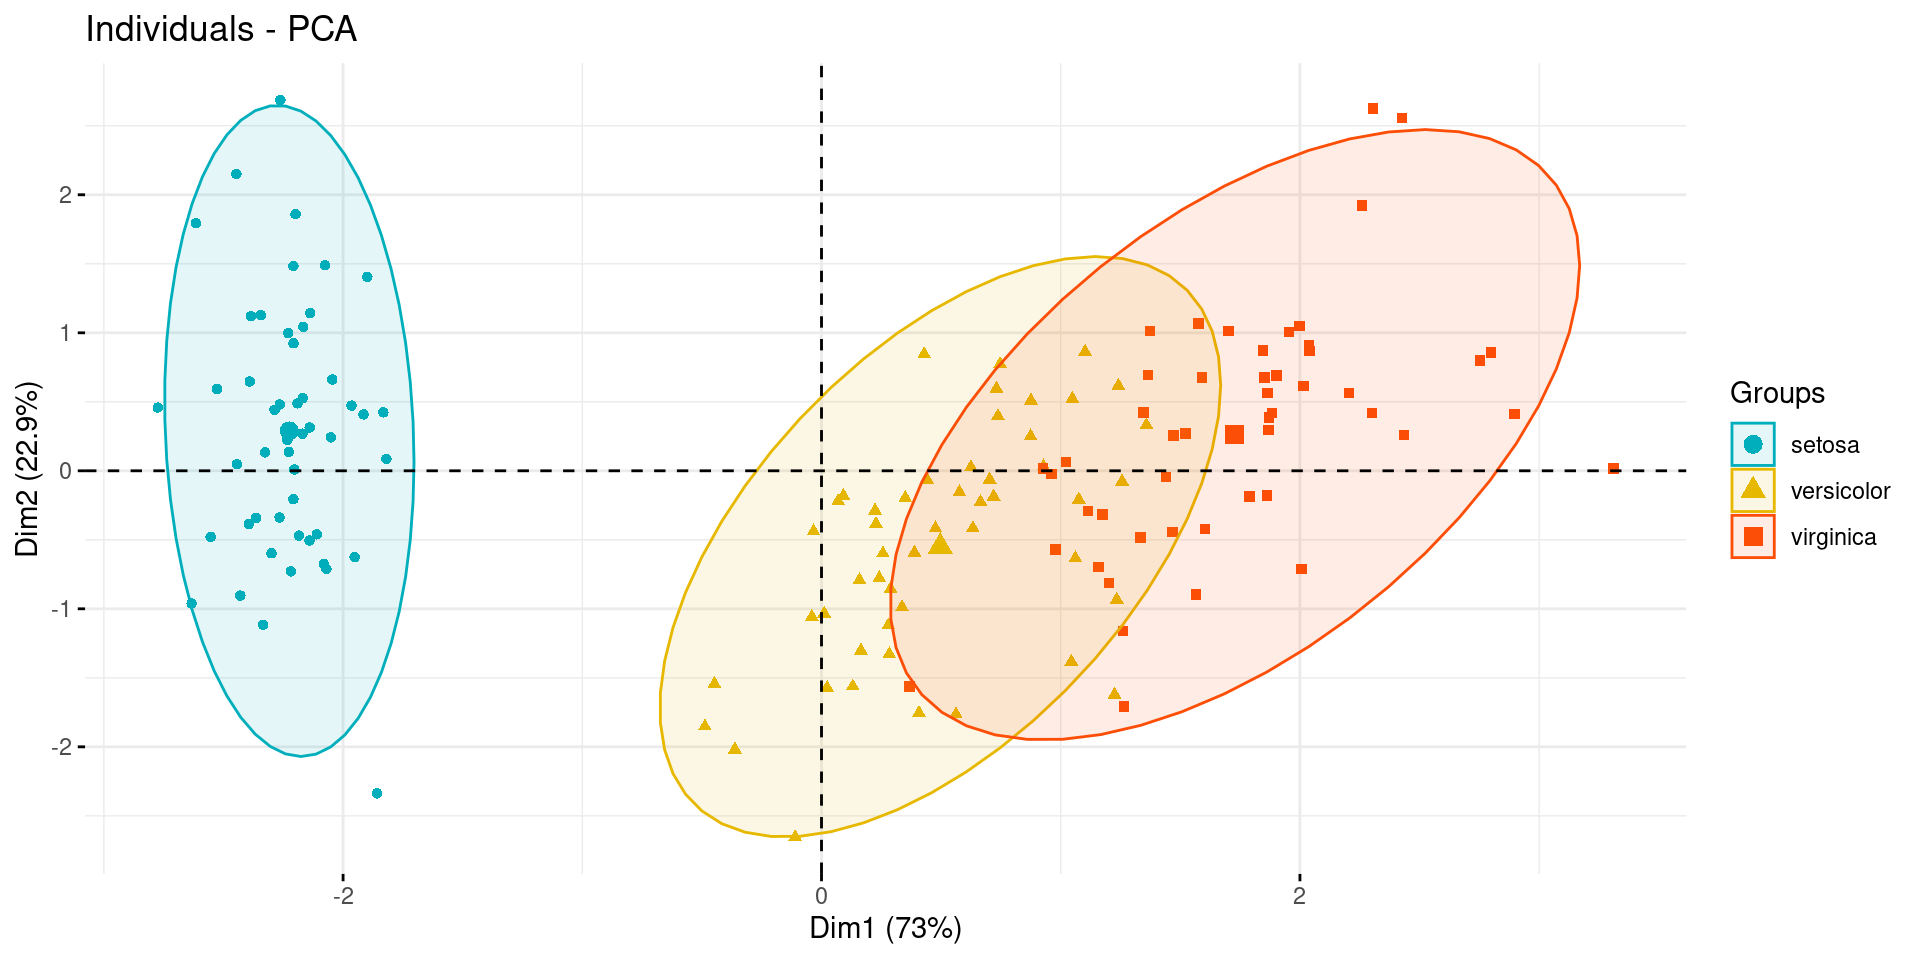 Individuals - PCA
Dim2 (22.9%)
2
1
0
-1
-2
-2
0
2
Dim1 (73%)
Groups
setosa
versicolor
virginica